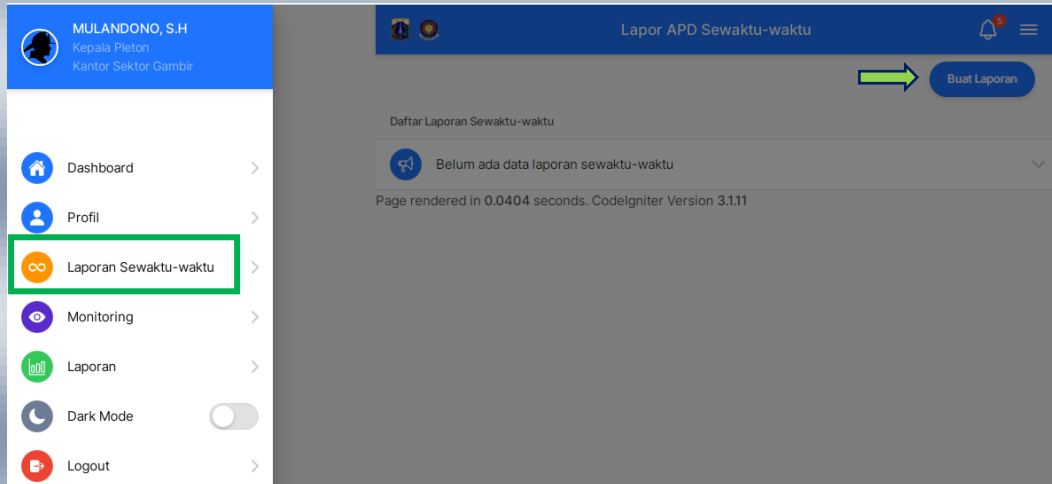 MULANDONO, S.H
Kepala Pleton
Kantor Sektor Gambir
Dashboard
Profil
Laporan Sewaktu-waktu
Monitoring
Laporan
Dark Mode
Logout
Lapor APD Sewaktu-waktu
5
Buat Laporan
Daftar Laporan Sewaktu-waktu
Belum ada data laporan sewaktu-waktu
Page rendered in 0.0404 seconds. CodeIgniter Version 3.1.11